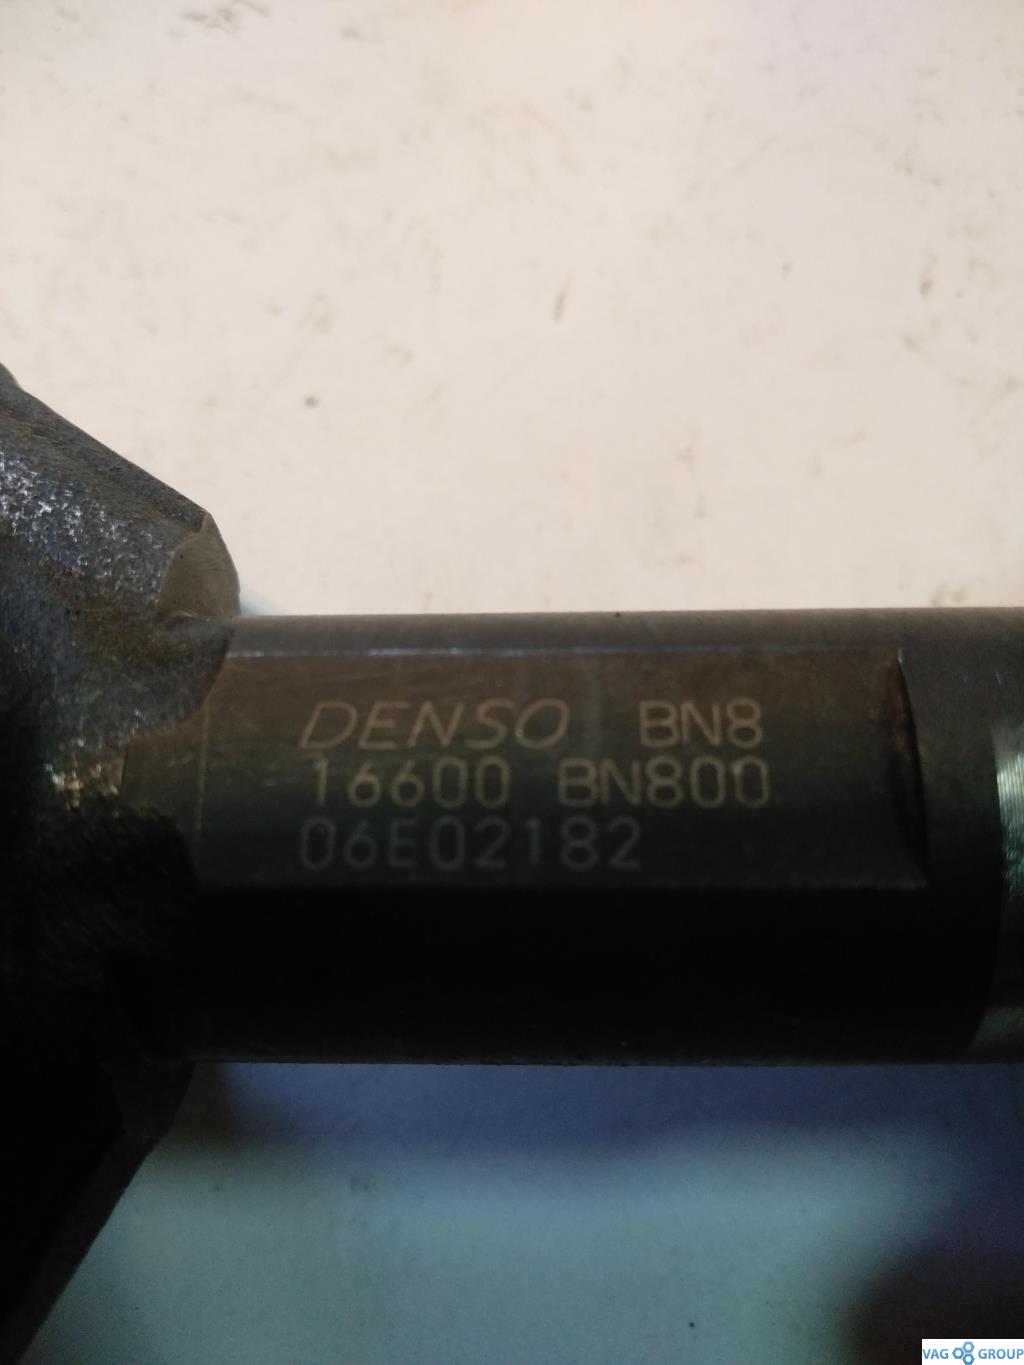 DENSO BN8
16600 BN800
06E02182
VAG GROUP